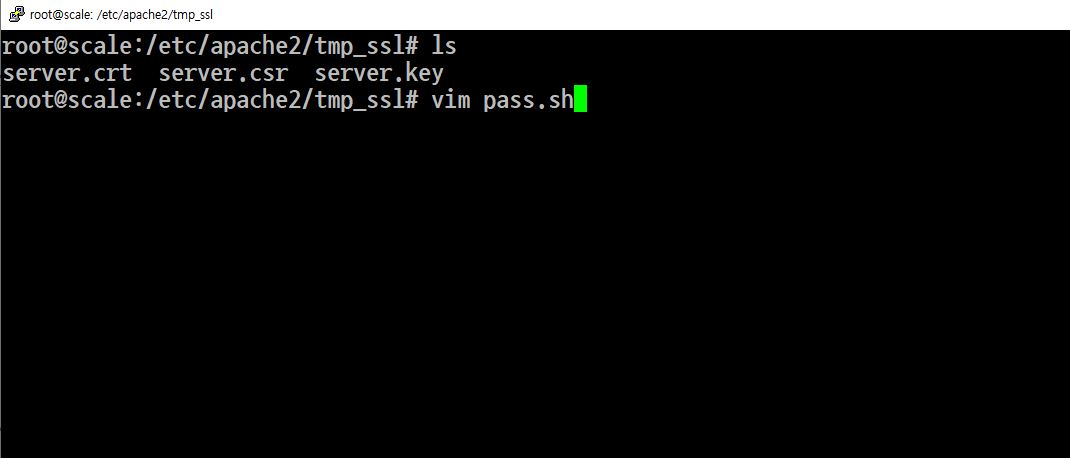 root@scale: /etc/apache2/tmp_ssl
root@scale:/etc/apache2/tmp_ssl# ls
server.crt  server.csr  server.key
root@scale:/etc/apache2/tmp_ssl# vim pass.sh